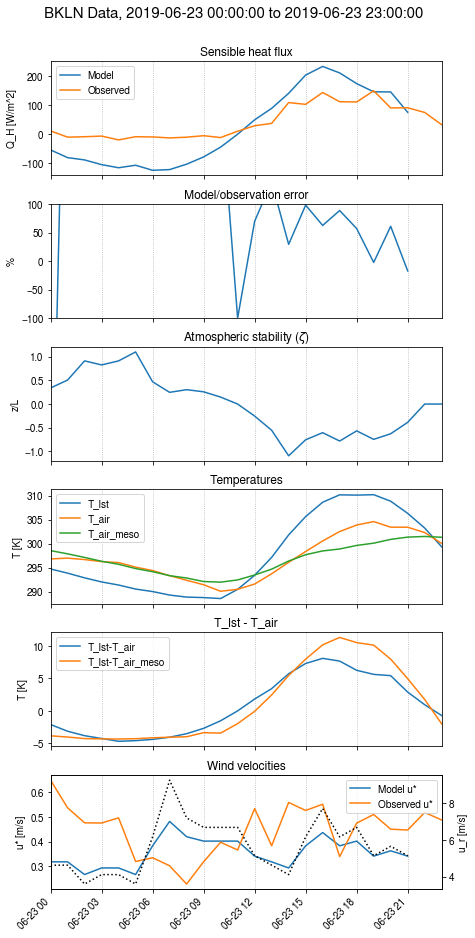 BKLN Data, 2019-06-23 00:00:00 to 2019-06-23 23:00:00
Sensible heat flux
Q_H [W/m^2]
200
100
0
−100
Model
Observed
Model/observation error
%
100
50
0
−50
−100
Atmospheric stability (ζ)
z/L
1.0
0.5
0.0
−0.5
−1.0
Temperatures
T [K]
310
305
300
295
290
T_lst
T_air
T_air_meso
T_lst - T_air
T [K]
10
5
0
−5
T_lst-T_air
T_lst-T_air_meso
Wind velocities
u* [m/s]
0.6
0.5
0.4
0.3
Model u*
Observed u*
8
6
4
u_r [m/s]
06-23 00
06-23 03
06-23 06
06-23 09
06-23 12
06-23 15
06-23 18
06-23 21